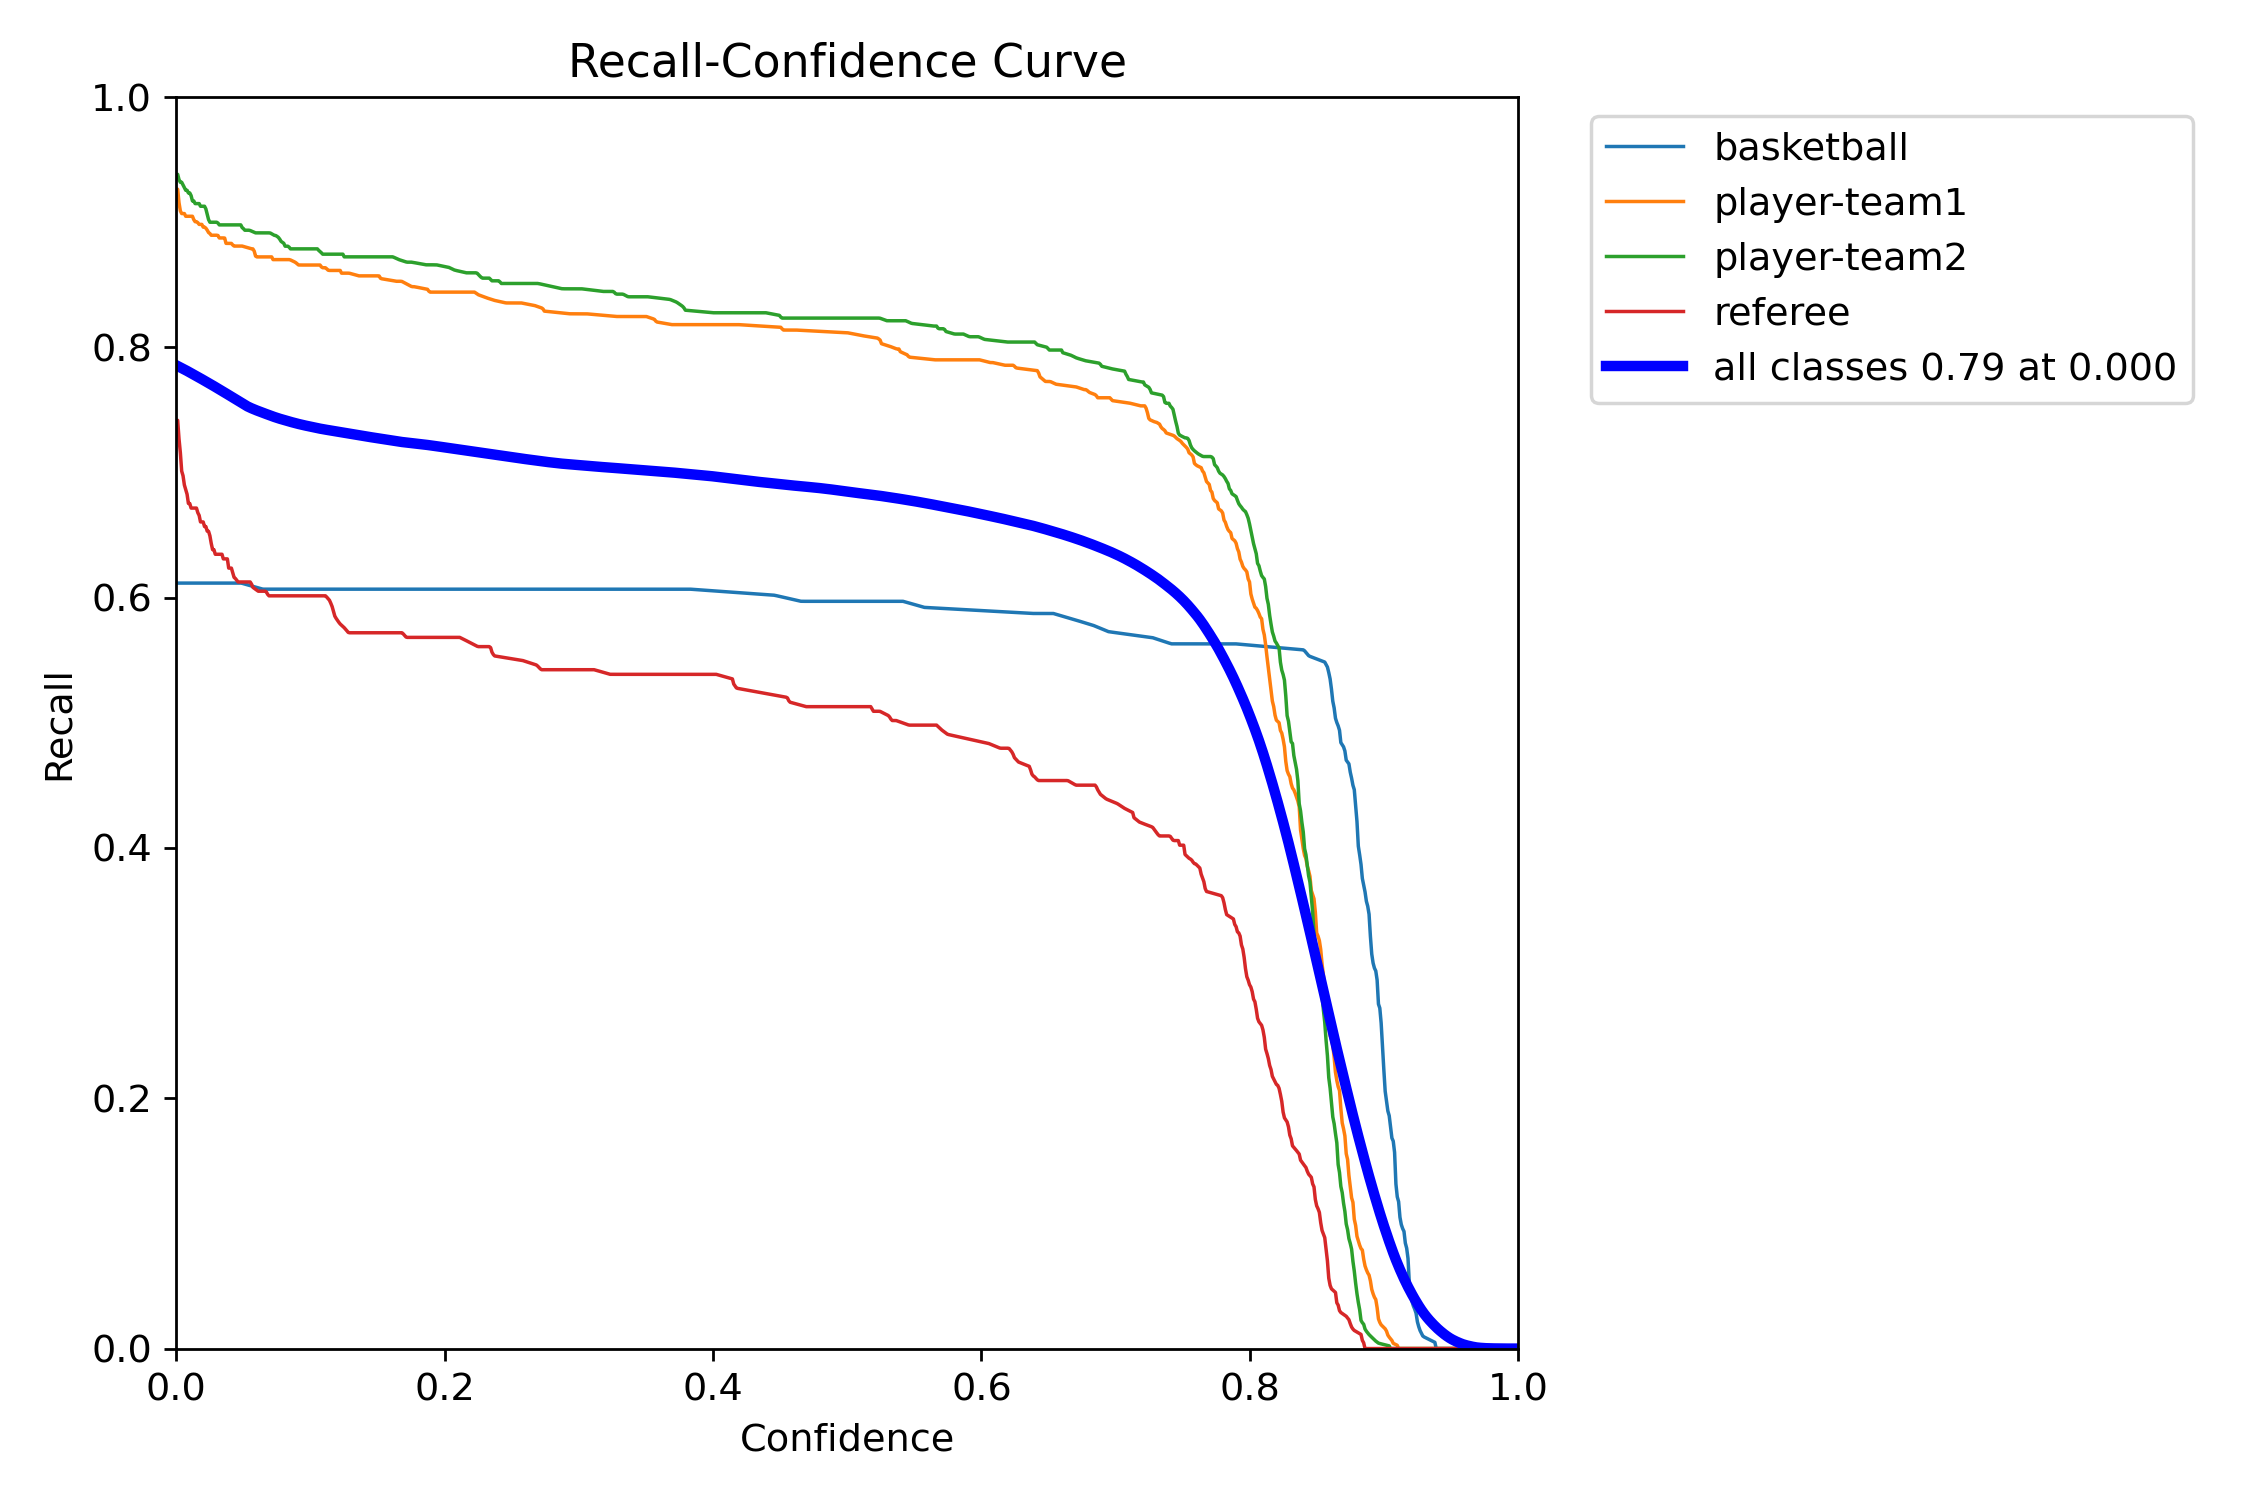 Recall-Confidence Curve
1.0
0.8
0.6
0.4
0.2
0.0
Recall
0.0 0.2 0.4 0.6 0.8 1.0
Confidence
basketball
player-team1
player-team2
referee
all classes 0.79 at 0.000